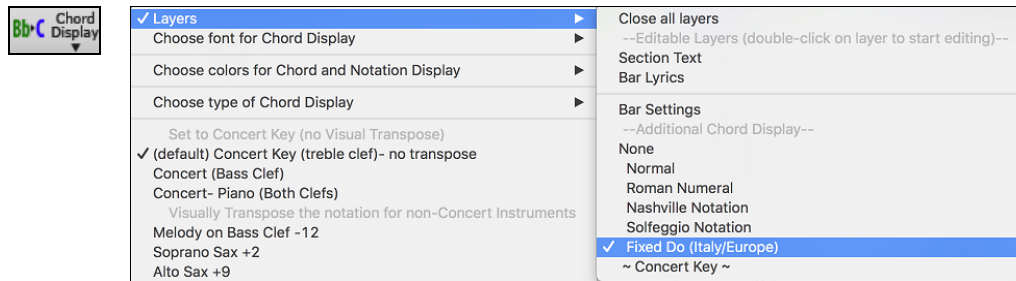 Bb▸C Chord
Display
✓ Layers ▶
Choose font for Chord Display ▶
Choose colors for Chord and Notation Display ▶
Choose type of Chord Display ▶
Set to Concert Key (no Visual Transpose)
✓ (default) Concert Key (treble clef)- no transpose
Concert (Bass Clef)
Concert- Piano (Both Clefs)
Visually Transpose the notation for non-Concert Instruments
Melody on Bass Clef -12
Soprano Sax +2
Alto Sax +9
Close all layers
--Editable Layers (double-click on layer to start editing)--
Section Text
Bar Lyrics
Bar Settings
--Additional Chord Display--
None
Normal
Roman Numeral
Nashville Notation
Solfeggio Notation
✓ Fixed Do (Italy/Europe)
~ Concert Key ~